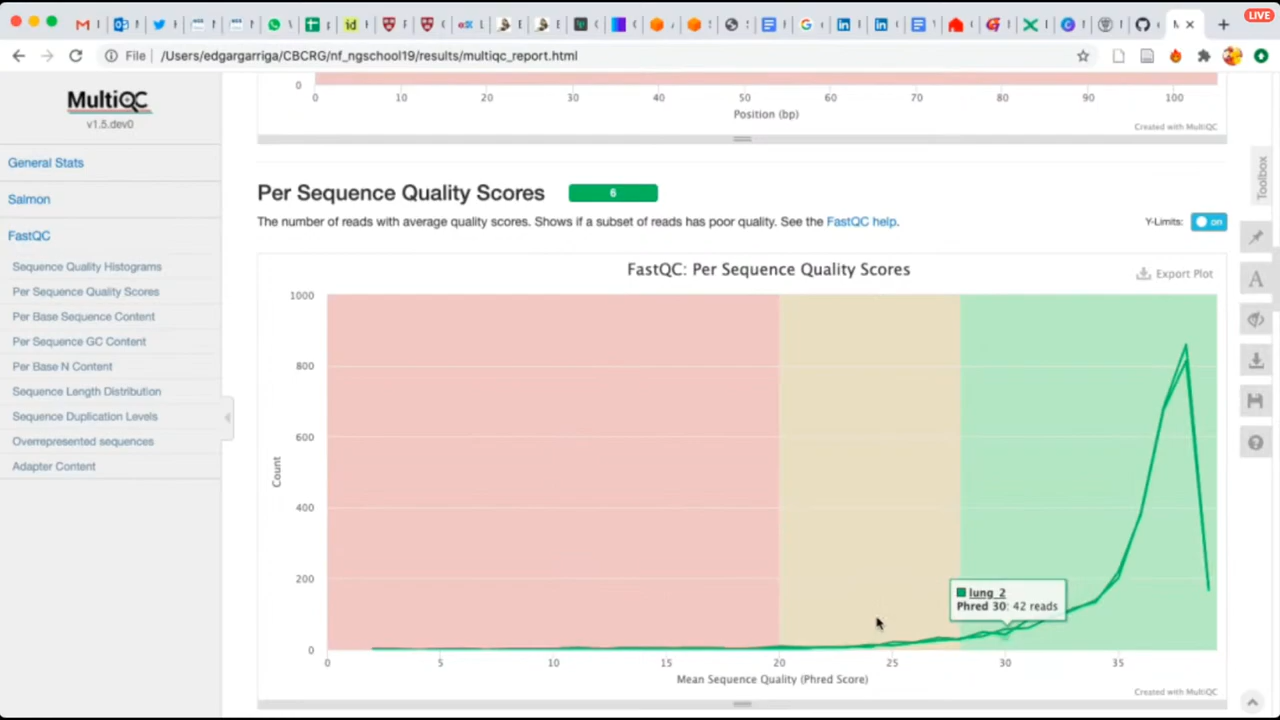 LIVE
File
/Users/edgargarriga/CBCRG/nf_ngschool19/results/multiqc_report.html
MultiQC
v1.5.dev0
General Stats
Salmon
FastQC
Sequence Quality Histograms
Per Sequence Quality Scores
Per Base Sequence Content
Per Sequence GC Content
Per Base N Content
Sequence Length Distribution
Sequence Duplication Levels
Overrepresented sequences
Adapter Content
0
0 10 20 30 40 50 60 70 80 90 100
Position (bp)
Created with MultiQC
Toolbox
Per Sequence Quality Scores 6
The number of reads with average quality scores. Shows if a subset of reads has poor quality. See the FastQC help.
Y-Limits: on
FastQC: Per Sequence Quality Scores
Export Plot
1000
800
600
400
200
0
Count
lung_2
Phred 30: 42 reads
0 5 10 15 20 25 30 35
Mean Sequence Quality (Phred Score)
Created with MultiQC